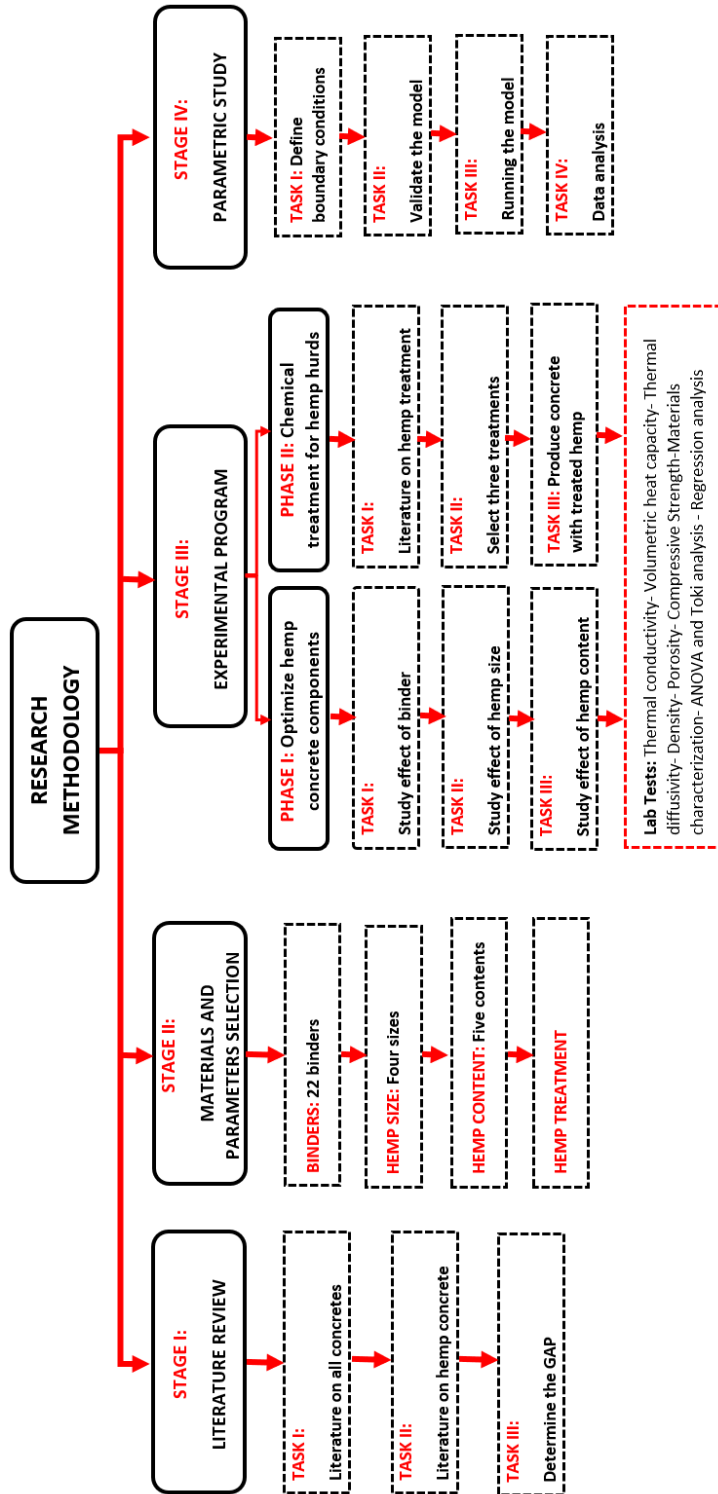 RESEARCH
METHODOLOGY
STAGE I:
LITERATURE REVIEW
TASK I:
Literature on all concretes
TASK II:
Literature on hemp concrete
TASK III:
Determine the GAP
STAGE II:
MATERIALS AND
PARAMETERS SELECTION
BINDERS: 22 binders
HEMP SIZE: Four sizes
HEMP CONTENT: Five contents
HEMP TREATMENT
STAGE III:
EXPERIMENTAL PROGRAM
PHASE I: Optimize hemp
concrete components
TASK I:
Study effect of binder
TASK II:
Study effect of hemp size
TASK III:
Study effect of hemp content
PHASE II: Chemical
treatment for hemp hurds
TASK I:
Literature on hemp treatment
TASK II:
Select three treatments
TASK III: Produce concrete
with treated hemp
Lab Tests: Thermal conductivity- Volumetric heat capacity- Thermal
diffusivity- Density- Porosity- Compressive Strength-Materials
characterization- ANOVA and Toki analysis - Regression analysis
STAGE IV:
PARAMETRIC STUDY
TASK I: Define
boundary conditions
TASK II:
Validate the model
TASK III:
Running the model
TASK IV:
Data analysis